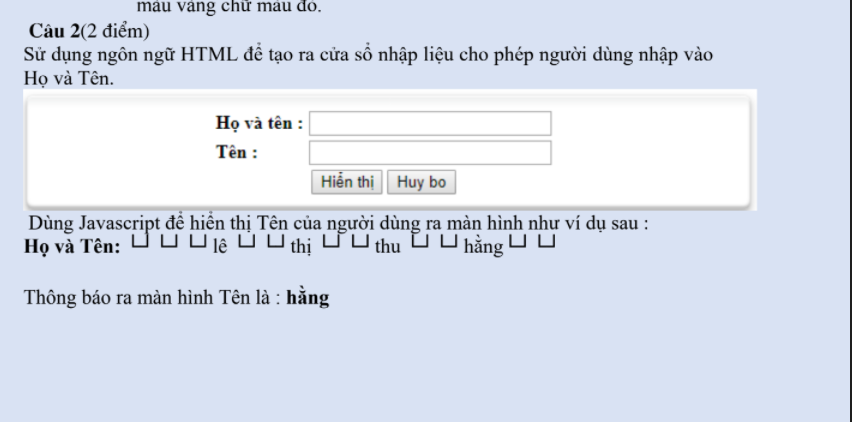 màu vàng chữ màu đỏ.
Câu 2(2 điểm)
Sử dụng ngôn ngữ HTML để tạo ra cửa sổ nhập liệu cho phép người dùng nhập vào
Họ và Tên.
Họ và tên :
Tên :
Hiển thị Huy bo
Dùng Javascript để hiển thị Tên của người dùng ra màn hình như ví dụ sau :
Họ và Tên: ⊔ ⊔ ⊔ lê ⊔ ⊔ thị ⊔ ⊔ thu ⊔ ⊔ hằng ⊔ ⊔
Thông báo ra màn hình Tên là : hằng